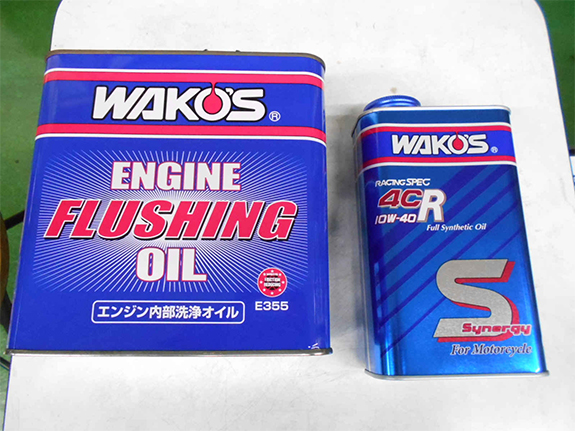 WAKO'S®
ENGINE
FLUSHING
OIL
エンジン内部洗浄オイル
E355
WAKO'S®
RACING SPEC
4CR
10W-40
Full Synthetic Oil
S
Synergy
For Motorcycle